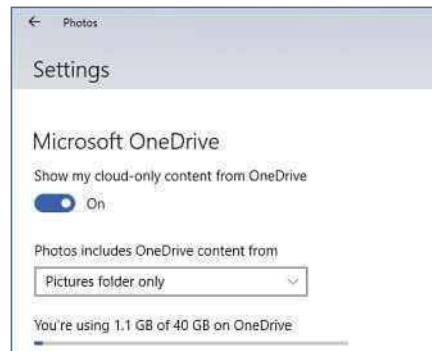 Photos
Settings
Microsoft OneDrive
Show my cloud-only content from OneDrive
On
Photos includes OneDrive content from
Pictures folder only
You're using 1.1 GB of 40 GB on OneDrive